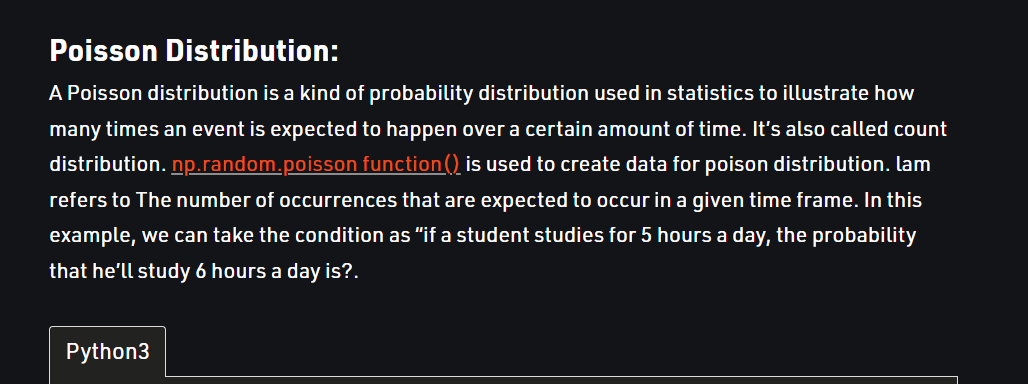 Poisson Distribution:
A Poisson distribution is a kind of probability distribution used in statistics to illustrate how
many times an event is expected to happen over a certain amount of time. It’s also called count
distribution. np.random.poisson function() is used to create data for poison distribution. lam
refers to The number of occurrences that are expected to occur in a given time frame. In this
example, we can take the condition as “if a student studies for 5 hours a day, the probability
that he’ll study 6 hours a day is?.
Python3